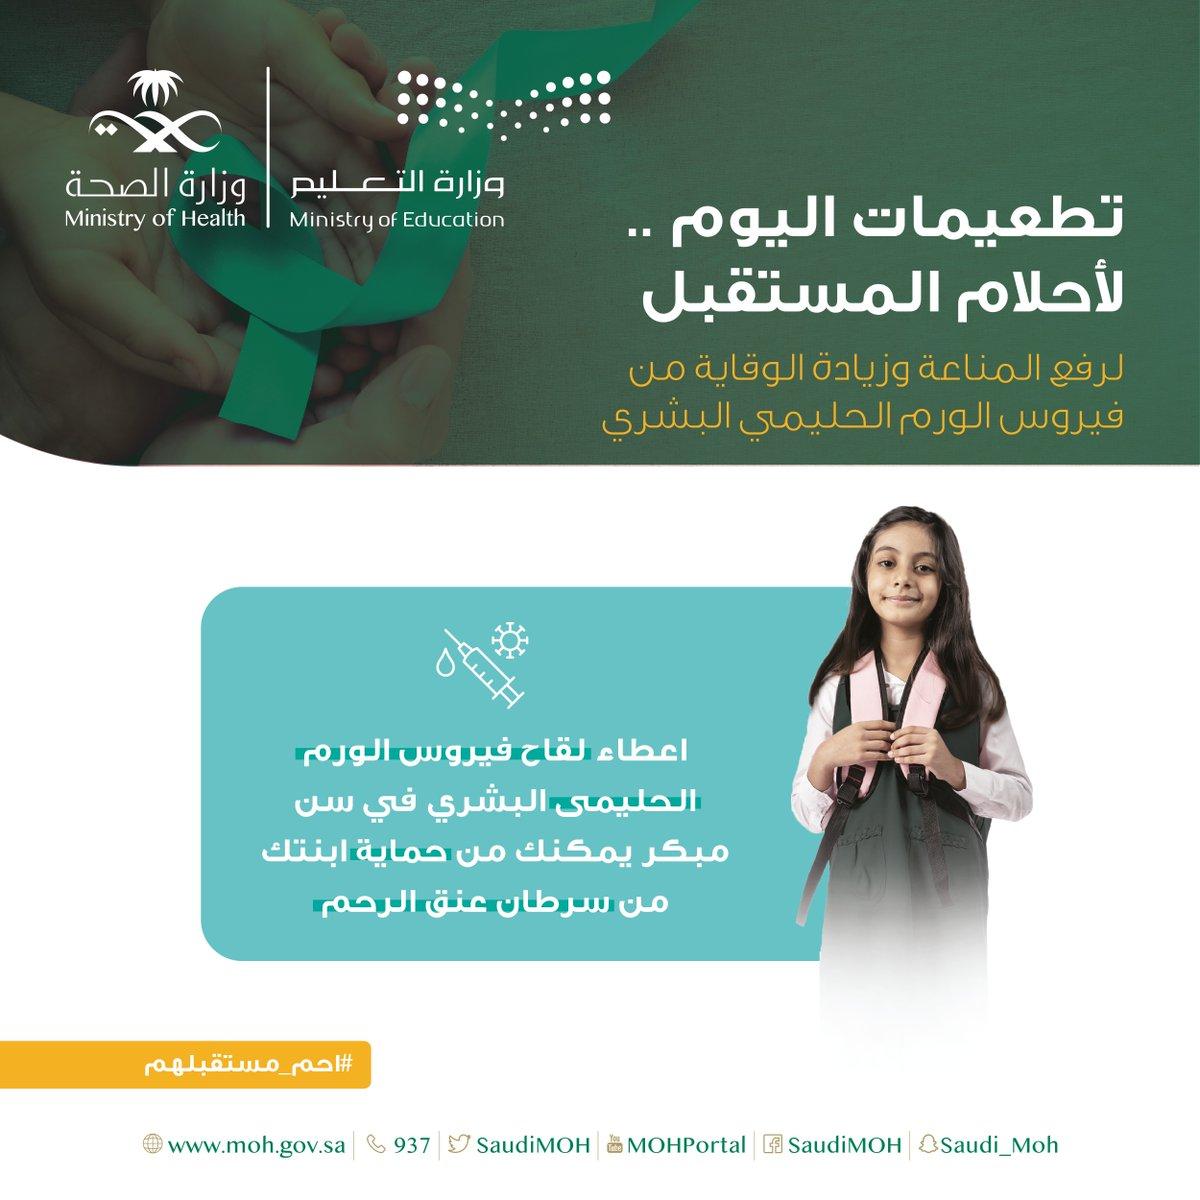 وزارة الصحة
Ministry of Health
وزارة التعليم
Ministry of Education
تطعيمات اليوم ..
لأحلام المستقبل
لرفع المناعة وزيادة الوقاية من
فيروس الورم الحليمي البشري
اعطاء لقاح فيروس الورم
الحليمى البشري في سن
مبكر يمكنك من حماية ابنتك
من سرطان عنق الرحم
#احم_مستقبلهم
www.moh.gov.sa | 937 | SaudiMOH | MOHPortal | SaudiMOH | Saudi_Moh